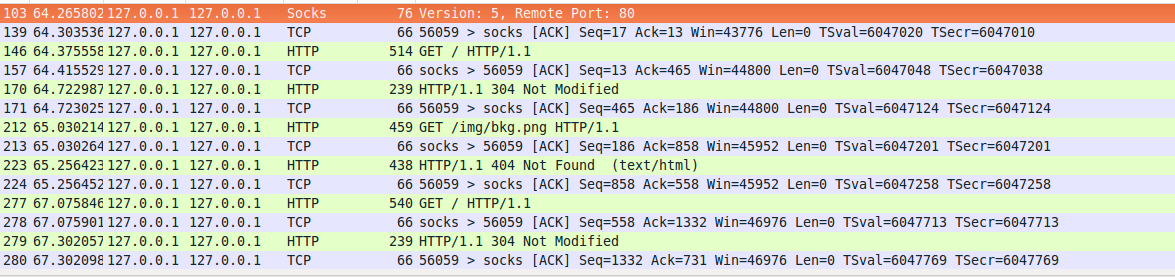 103 64.265802 127.0.0.1 127.0.0.1 Socks 76 Version: 5, Remote Port: 80
139 64.303536 127.0.0.1 127.0.0.1 TCP 66 56059 > socks [ACK] Seq=17 Ack=13 Win=43776 Len=0 TSval=6047020 TSecr=6047010
146 64.375558 127.0.0.1 127.0.0.1 HTTP 514 GET / HTTP/1.1
157 64.415529 127.0.0.1 127.0.0.1 TCP 66 socks > 56059 [ACK] Seq=13 Ack=465 Win=44800 Len=0 TSval=6047048 TSecr=6047038
170 64.722987 127.0.0.1 127.0.0.1 HTTP 239 HTTP/1.1 304 Not Modified
171 64.723025 127.0.0.1 127.0.0.1 TCP 66 56059 > socks [ACK] Seq=465 Ack=186 Win=44800 Len=0 TSval=6047124 TSecr=6047124
212 65.030214 127.0.0.1 127.0.0.1 HTTP 459 GET /img/bkg.png HTTP/1.1
213 65.030264 127.0.0.1 127.0.0.1 TCP 66 socks > 56059 [ACK] Seq=186 Ack=858 Win=45952 Len=0 TSval=6047201 TSecr=6047201
223 65.256423 127.0.0.1 127.0.0.1 HTTP 438 HTTP/1.1 404 Not Found (text/html)
224 65.256452 127.0.0.1 127.0.0.1 TCP 66 56059 > socks [ACK] Seq=858 Ack=558 Win=45952 Len=0 TSval=6047258 TSecr=6047258
277 67.075846 127.0.0.1 127.0.0.1 HTTP 540 GET / HTTP/1.1
278 67.075901 127.0.0.1 127.0.0.1 TCP 66 socks > 56059 [ACK] Seq=558 Ack=1332 Win=46976 Len=0 TSval=6047713 TSecr=6047713
279 67.302057 127.0.0.1 127.0.0.1 HTTP 239 HTTP/1.1 304 Not Modified
280 67.302098 127.0.0.1 127.0.0.1 TCP 66 56059 > socks [ACK] Seq=1332 Ack=731 Win=46976 Len=0 TSval=6047769 TSecr=6047769